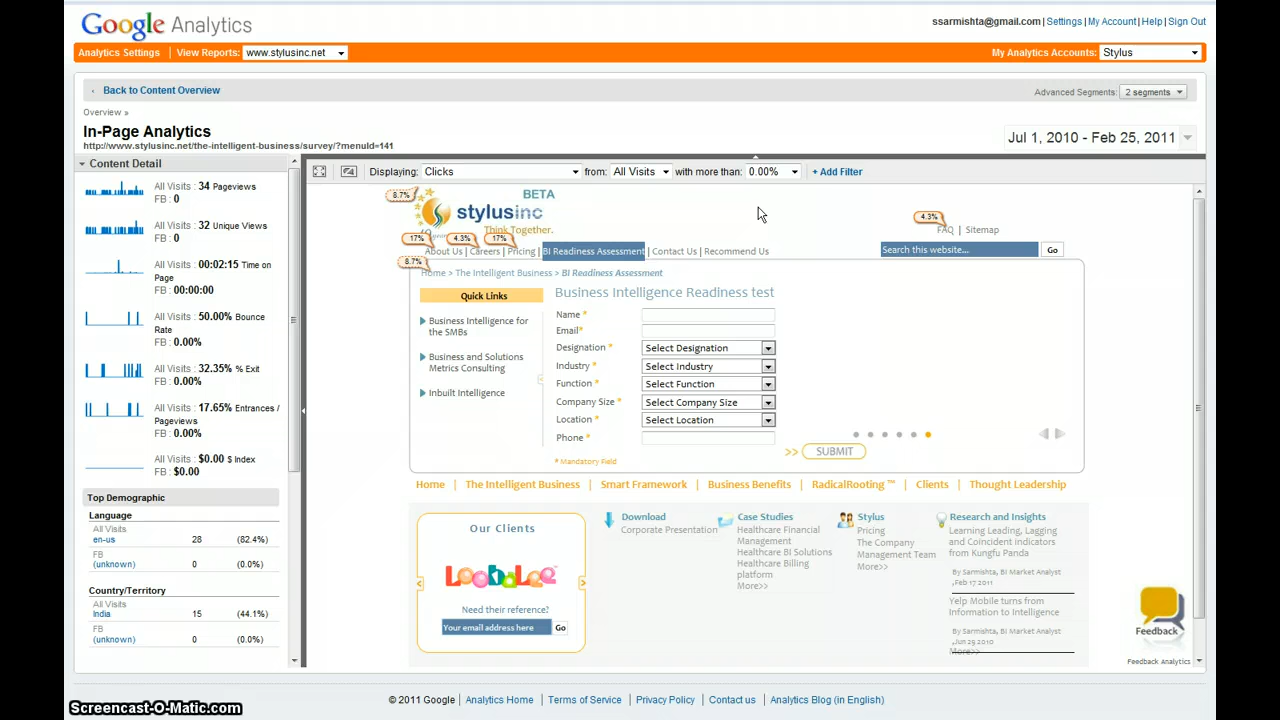 Google Analytics
ssarmishta@gmail.com | Settings | My Account | Help | Sign Out
Analytics Settings | View Reports: www.stylusinc.net
My Analytics Accounts: Stylus
‹ Back to Content Overview
Advanced Segments: 2 segments
Overview »
In-Page Analytics
http://www.stylusinc.net/the-intelligent-business/survey/?menuId=141
Jul 1, 2010 - Feb 25, 2011
Content Detail
All Visits : 34 Pageviews
FB : 0
All Visits : 32 Unique Views
FB : 0
All Visits : 00:02:15 Time on
Page
FB : 00:00:00
All Visits : 50.00% Bounce
Rate
FB : 0.00%
All Visits : 32.35% % Exit
FB : 0.00%
All Visits : 17.65% Entrances /
Pageviews
FB : 0.00%
All Visits : $0.00 $ Index
FB : $0.00
Top Demographic
Language
All Visits
en-us 28 (82.4%)
FB
(unknown) 0 (0.0%)
Country/Territory
All Visits
India 15 (44.1%)
FB
(unknown) 0 (0.0%)
Displaying: Clicks from: All Visits with more than: 0.00% + Add Filter
8.7%
BETA
stylusinc
Think Together.
4.3%
FAQ | Sitemap
17% 4.3% 17%
About Us | Careers | Pricing | BI Readiness Assessment | Contact Us | Recommend Us
Search this website... Go
8.7%
Home > The Intelligent Business > BI Readiness Assessment
Quick Links
Business Intelligence for
the SMBs
Business and Solutions
Metrics Consulting
Inbuilt Intelligence
Business Intelligence Readiness test
Name *
Email*
Designation * Select Designation
Industry * Select Industry
Function * Select Function
Company Size * Select Company Size
Location * Select Location
Phone *
>> SUBMIT
* Mandatory Field
Home | The Intelligent Business | Smart Framework | Business Benefits | RadicalRooting ™ | Clients | Thought Leadership
Our Clients
Need their reference?
Your email address here Go
Download
Corporate Presentation
Case Studies
Healthcare Financial
Management
Healthcare BI Solutions
Healthcare Billing
platform
More>>
Stylus
Pricing
The Company
Management Team
More>>
Research and Insights
Learning Leading, Lagging
and Coincident indicators
from Kungfu Panda
By Sarmishta, BI Market Analyst
,Feb 17 2011
Yelp Mobile turns from
Information to Intelligence
By Sarmishta, BI Market Analyst
,Jun 29 2010
More>>
Feedback
Feedback Analytics
© 2011 Google | Analytics Home | Terms of Service | Privacy Policy | Contact us | Analytics Blog (in English)
Screencast-O-Matic.com